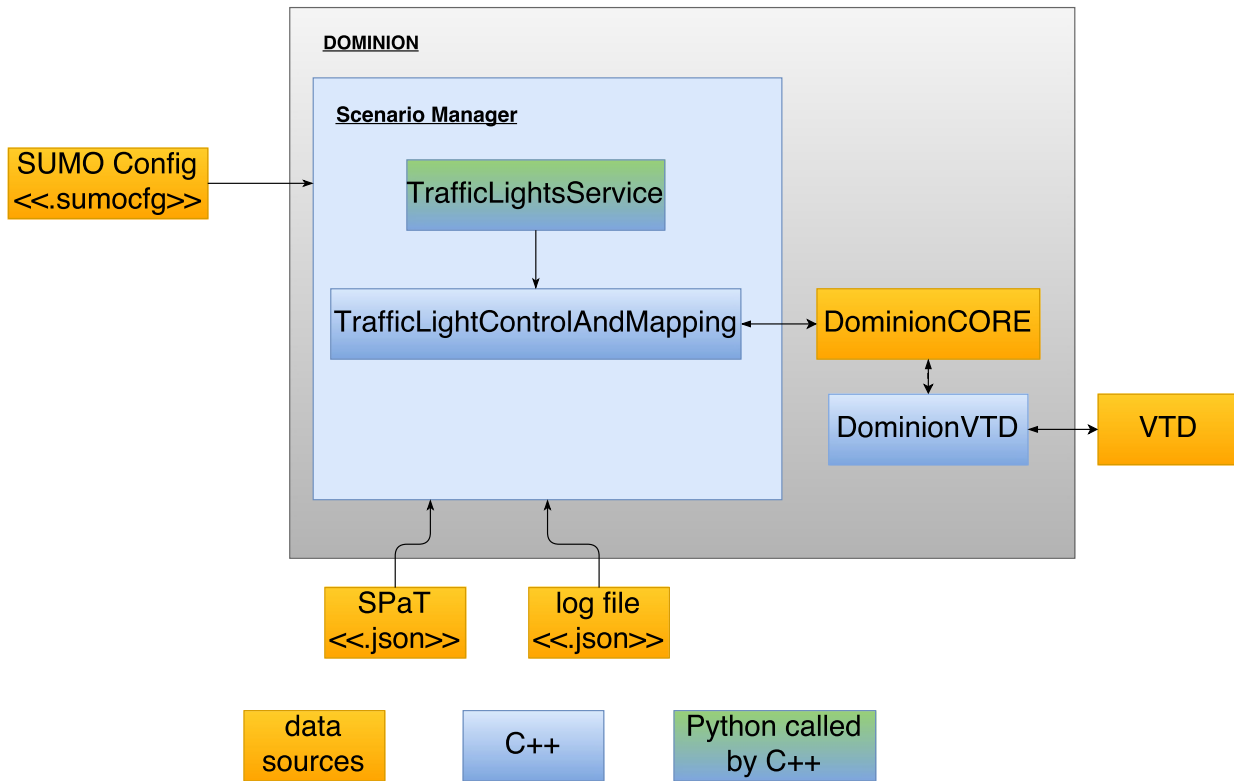 DOMINION
Scenario Manager
SUMO Config
<<.sumocfg>>
TrafficLightsService
TrafficLightControlAndMapping
DominionCORE
DominionVTD
VTD
SPaT
<<.json>>
log file
<<.json>>
data
sources
C++
Python called
by C++